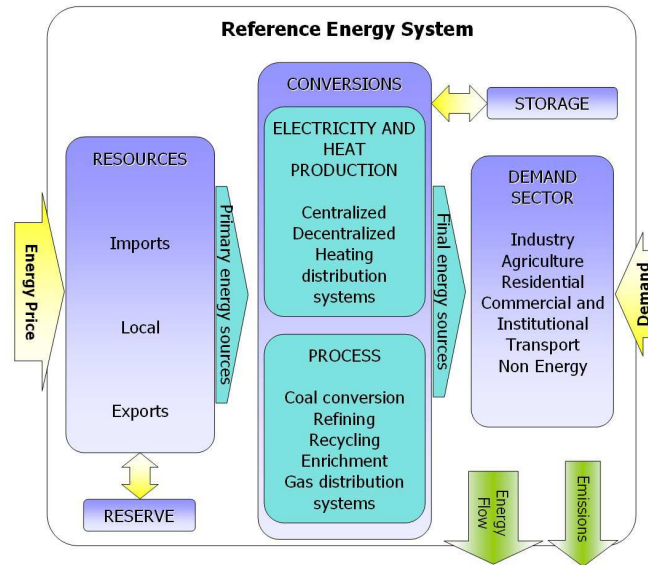 Reference Energy System
Energy Price
RESOURCES
Imports
Local
Exports
RESERVE
Primary energy sources
CONVERSIONS
ELECTRICITY AND
HEAT
PRODUCTION
Centralized
Decentralized
Heating
distribution
systems
PROCESS
Coal conversion
Refining
Recycling
Enrichment
Gas distribution
systems
Final energy sources
STORAGE
DEMAND
SECTOR
Industry
Agriculture
Residential
Commercial and
Institutional
Transport
Non Energy
Demand
Energy
Flow
Emissions